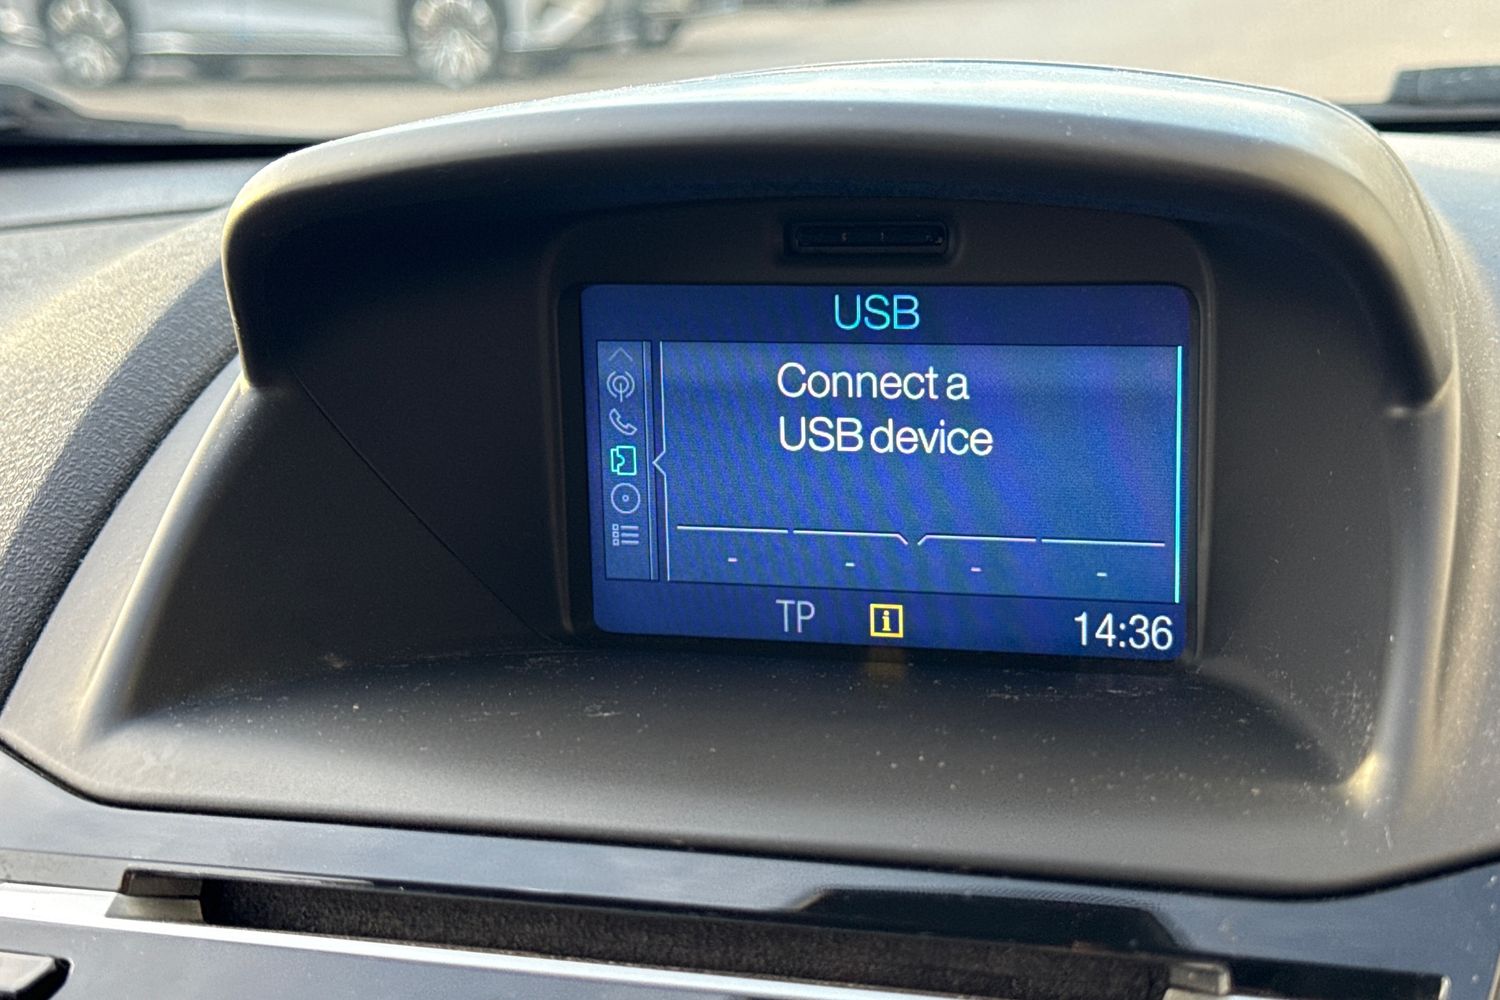 USB
Connect a
USB device
- - - -
TP i 14:36